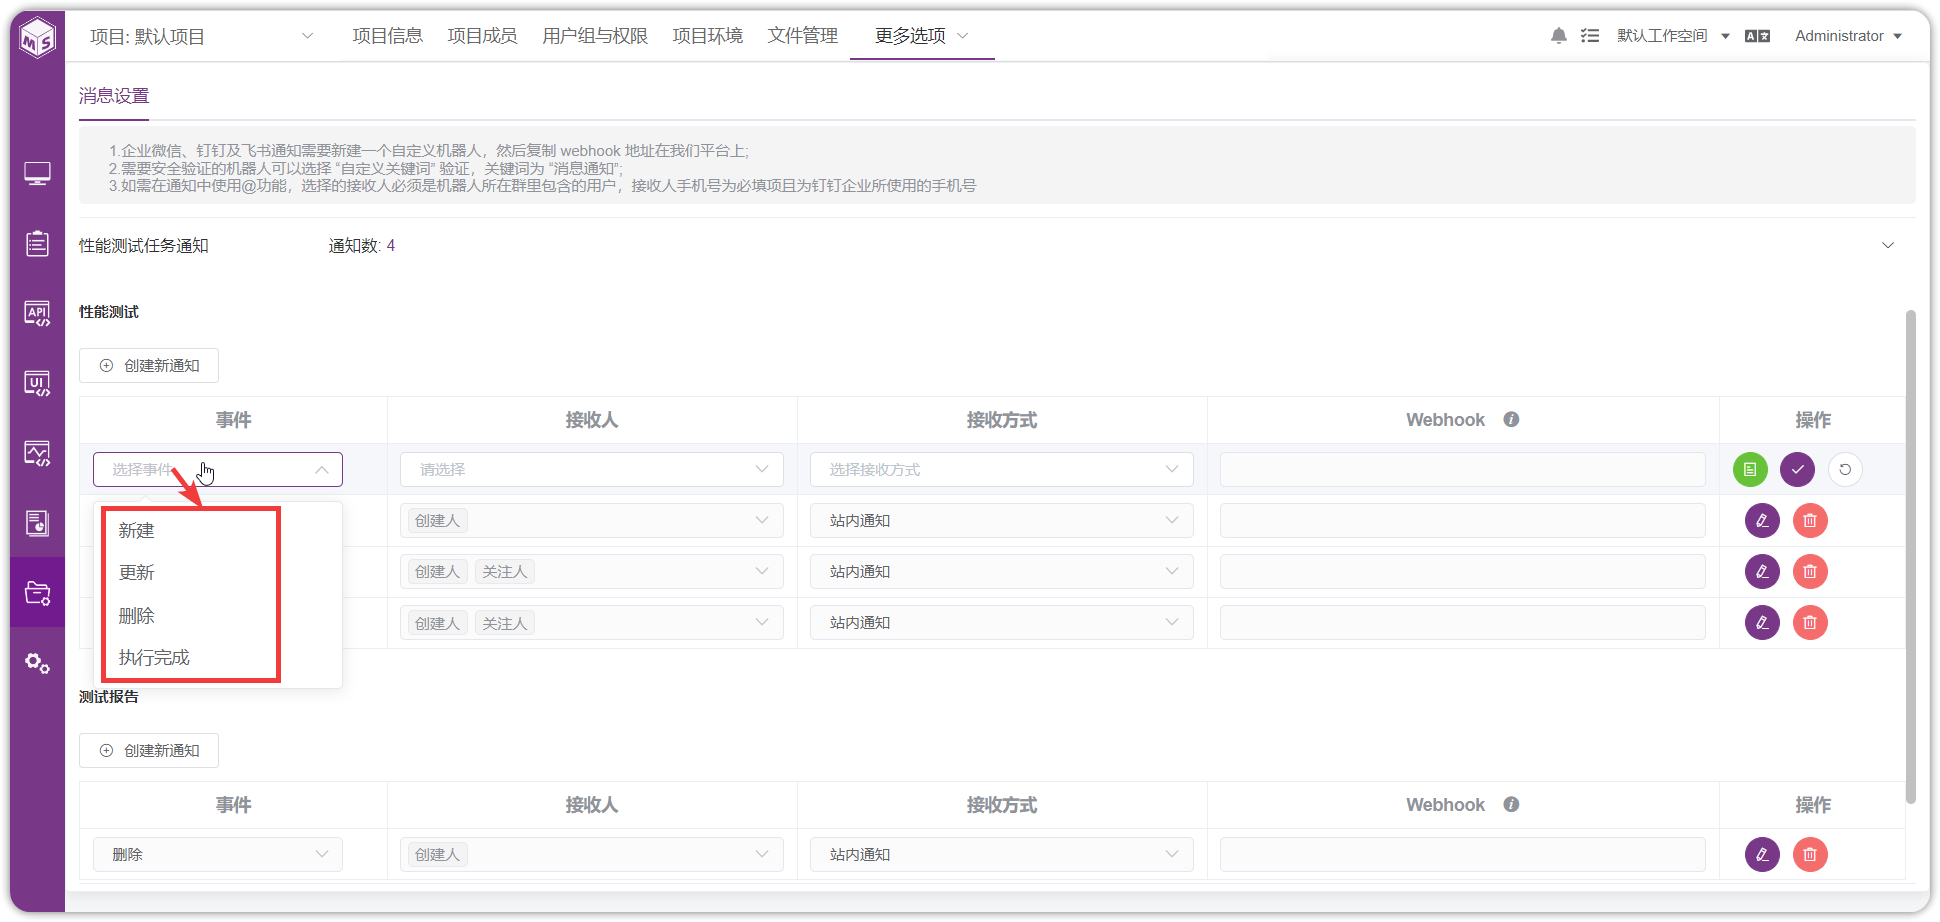 MS
项目: 默认项目
项目信息
项目成员
用户组与权限
项目环境
文件管理
更多选项
默认工作空间
A文
Administrator
消息设置
1.企业微信、钉钉及飞书通知需要新建一个自定义机器人，然后复制 webhook 地址在我们平台上;
2.需要安全验证的机器人可以选择 “自定义关键词” 验证，关键词为 “消息通知”;
3.如需在通知中使用@功能，选择的接收人必须是机器人所在群里包含的用户，接收人手机号为必填项且为钉钉企业所使用的手机号
性能测试任务通知
通知数: 4
API
UI
性能测试
创建新通知
事件 接收人 接收方式 Webhook 操作
选择事件 请选择 选择接收方式
新建
更新
删除
执行完成
创建人 站内通知
创建人 关注人 站内通知
创建人 关注人 站内通知
测试报告
创建新通知
事件 接收人 接收方式 Webhook 操作
删除 创建人 站内通知